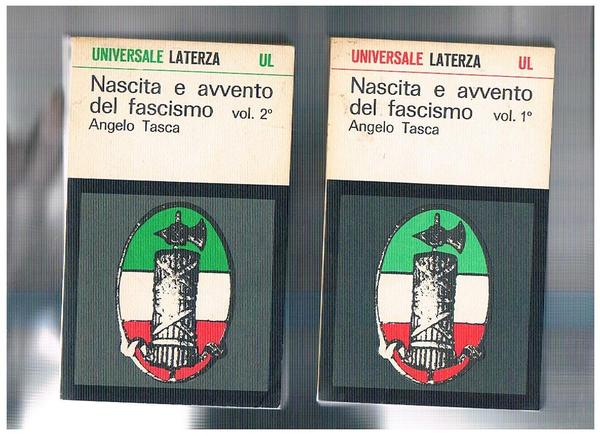 UNIVERSALE LATERZA UL
Nascita e avvento
del fascismo vol. 2°
Angelo Tasca
UNIVERSALE LATERZA UL
Nascita e avvento
del fascismo vol. 1°
Angelo Tasca